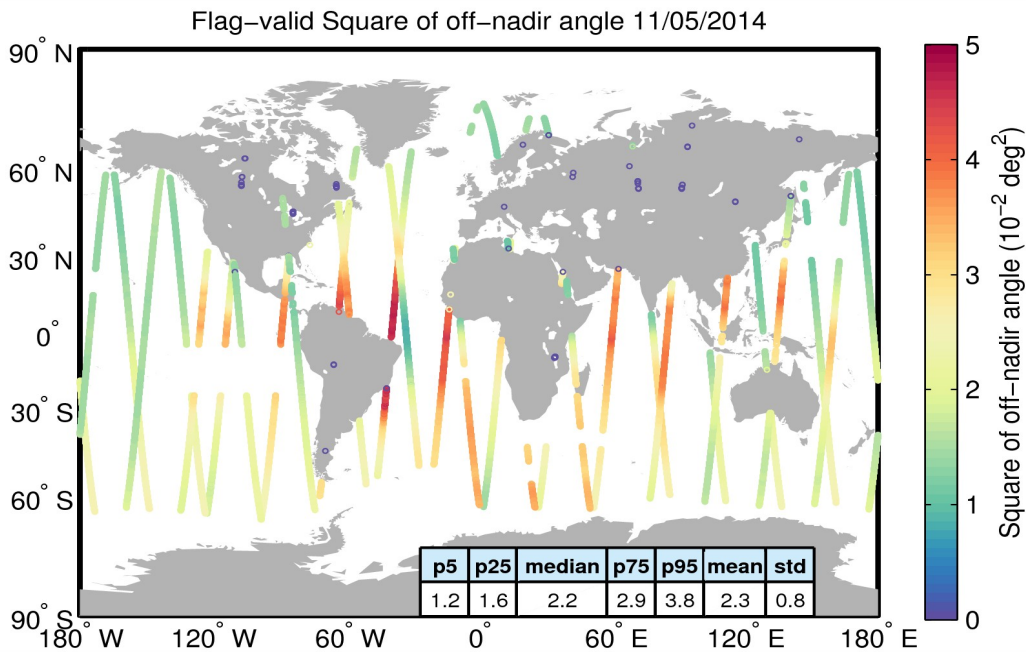 Flag-valid Square of off-nadir angle 11/05/2014
90° N
60° N
30° N
0°
30° S
60° S
90° S
180° W
120° W
60° W
0°
60° E
120° E
180° E
p5 p25 median p75 p95 mean std
1.2 1.6 2.2 2.9 3.8 2.3 0.8
5
4
3
2
1
0
Square of off-nadir angle (10⁻² deg²)